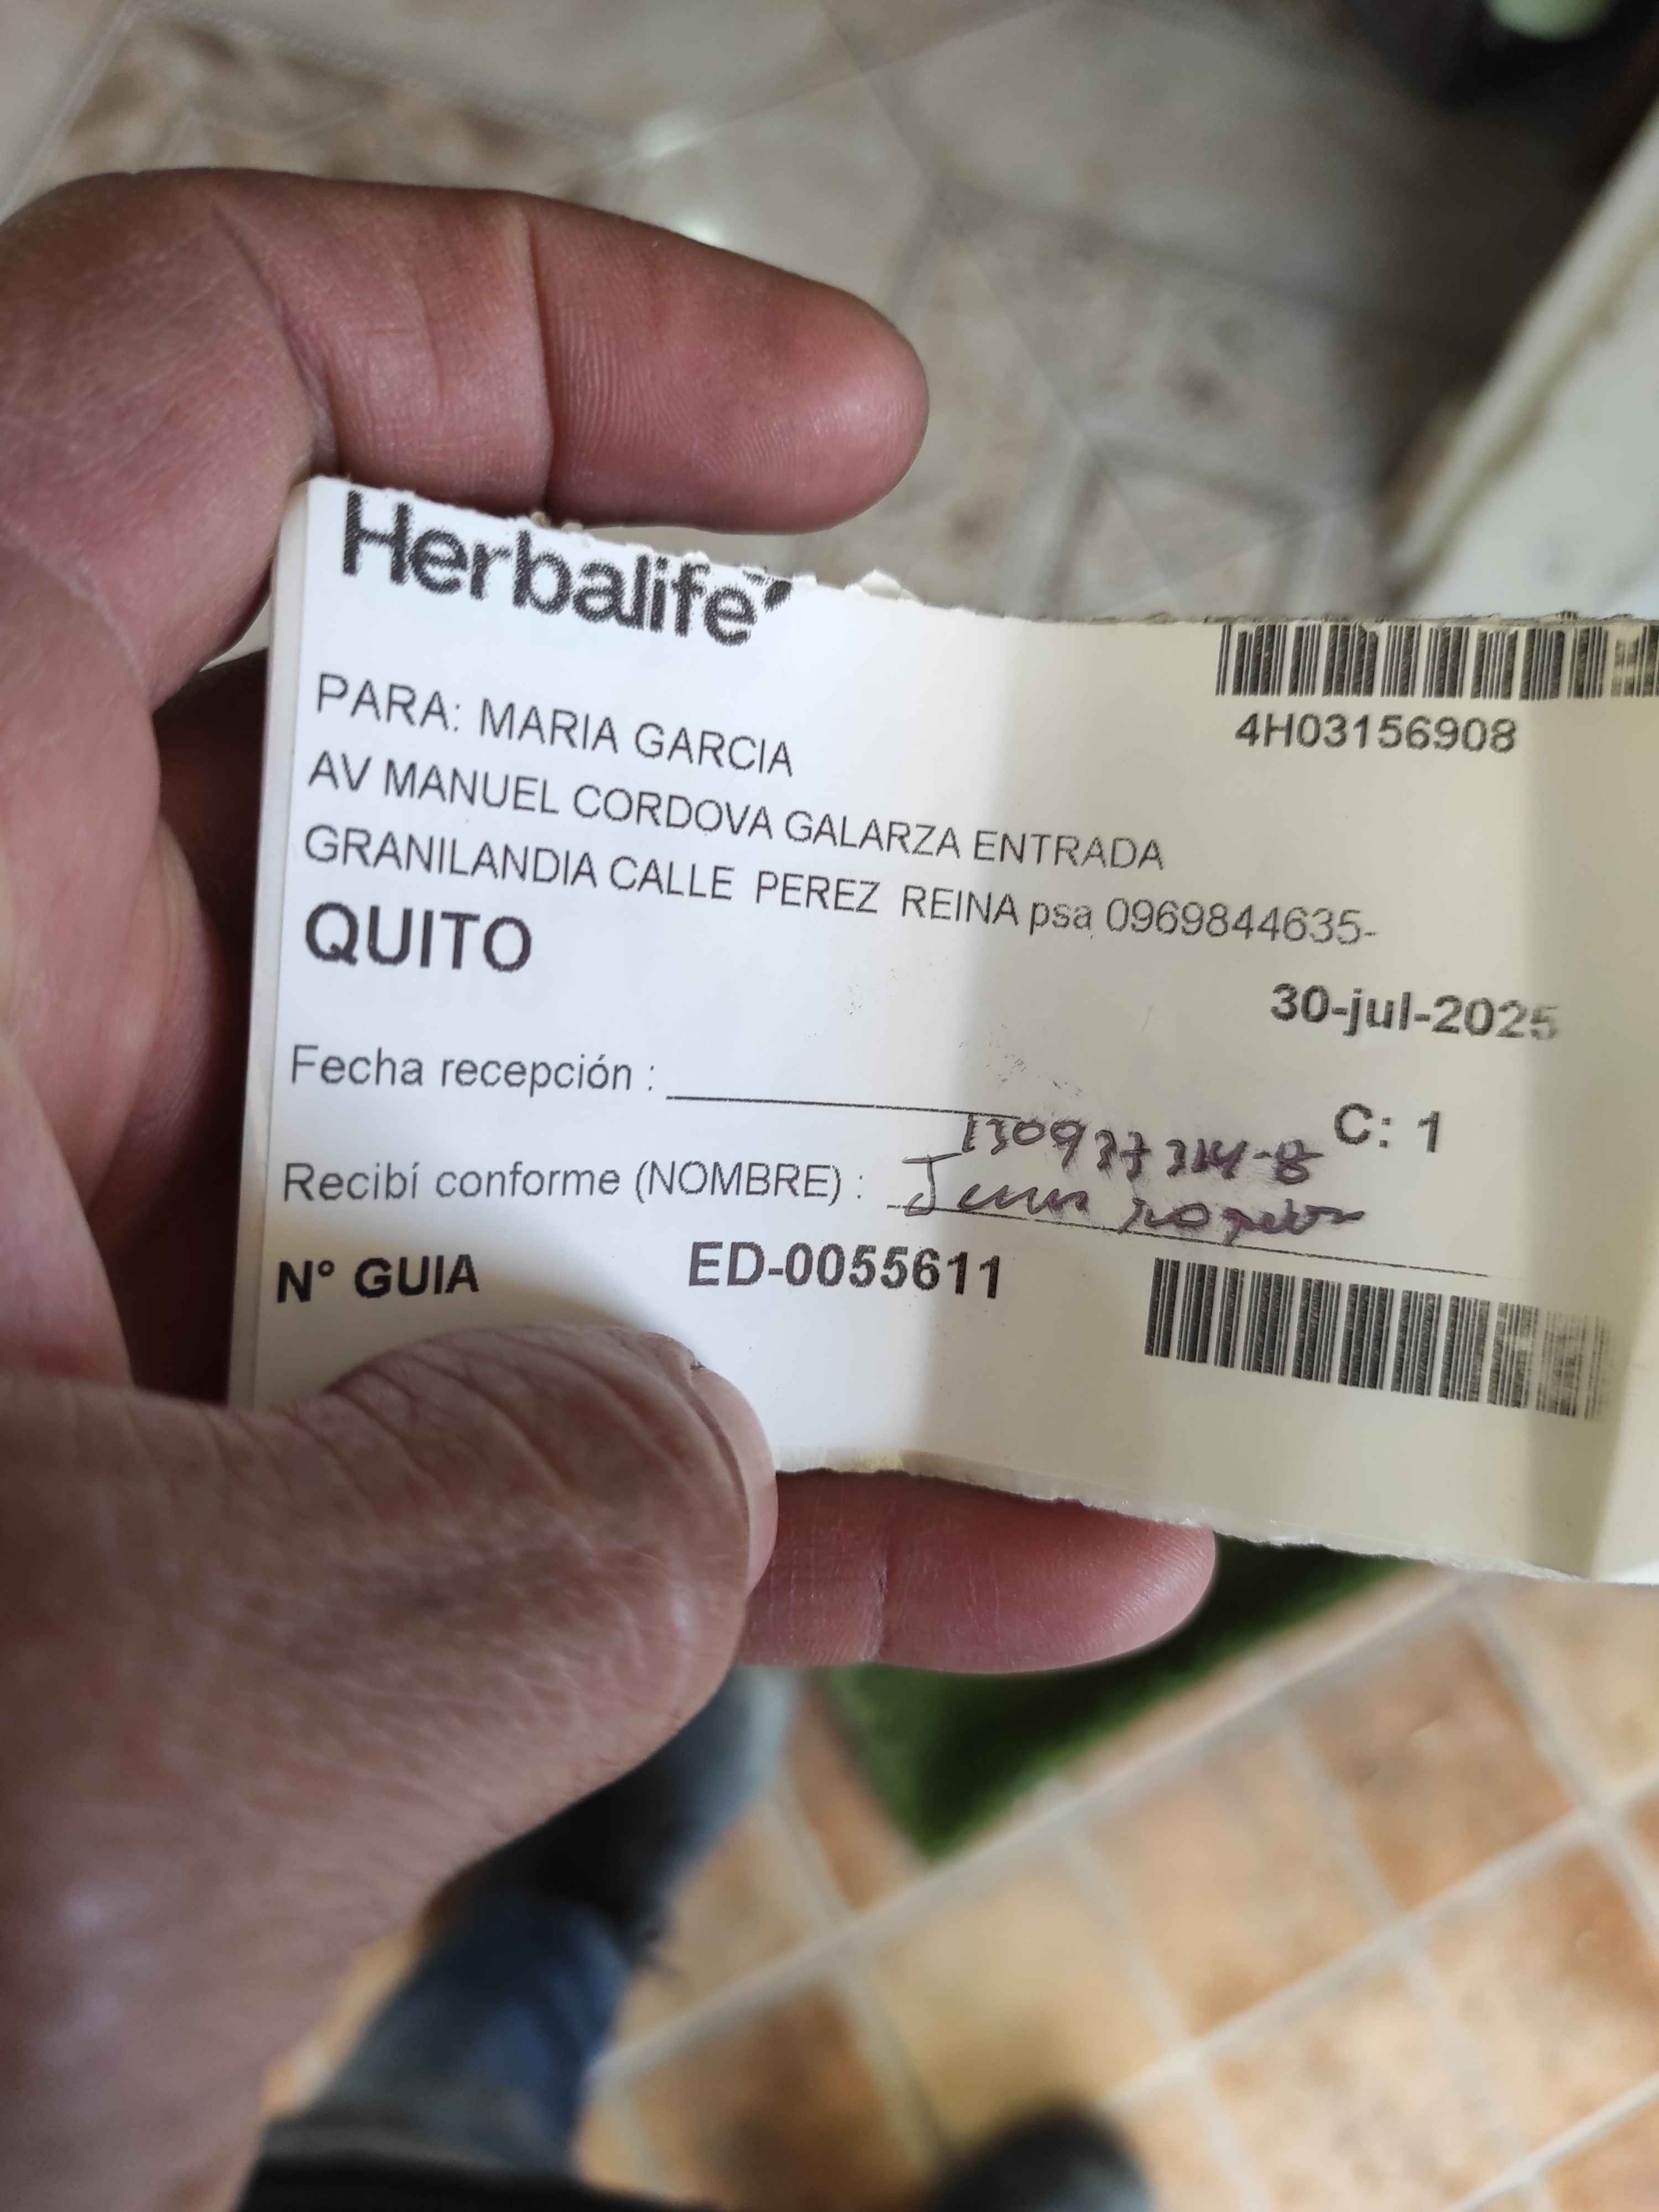 Herbalife
4H03156908
PARA: MARIA GARCIA
AV MANUEL CORDOVA GALARZA ENTRADA
GRANILANDIA CALLE PEREZ REINA psa 0969844635-
QUITO
30-jul-2025
Fecha recepción :
C: 1
Recibí conforme (NOMBRE) :
N° GUIA ED-0055611